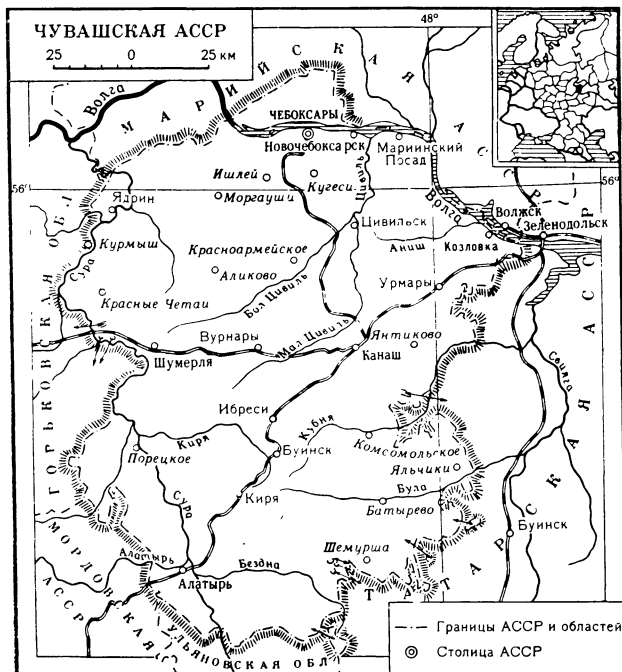 ЧУВАШСКАЯ АССР
25 0 25 км
48°
Волга
МАРИЙСКАЯ АССР
ЧЕБОКСАРЫ
Новочебоксарск
Мариинский
Посад
Ишлей
Кугеси
Моргауши
Цивиль
56°
56°
Ядрин
Волга
Волжск
Зеленодольск
Козловка
Аниш
Цивильск
Курмыш
Сура
Красноармейское
Аликово
Бил Цивиль
Урмары
Красные Четаи
Вурнары
Мал Цивиль
Янтиково
Канаш
Шумерля
Свияга
Ибреси
Кубня
Киря
Комсомольское
Буинск
Порецкое
Яльчики
Була
Сура
Киря
Батырево
Буинск
Шемурша
Алатырь
Бездна
Алатырь
ГОРЬКОВСКАЯ ОБЛ
МОРДОВСКАЯ
АССР
УЛЬЯНОВСКАЯ ОБЛ
ТАТАРСКАЯ АССР
Границы АССР и областей
Столица АССР